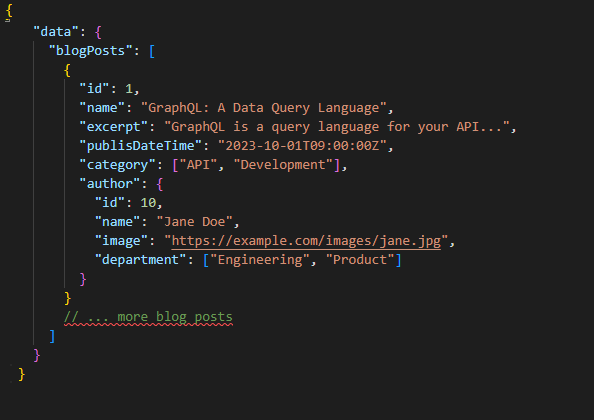 {
"data": {
"blogPosts": [
{
"id": 1,
"name": "GraphQL: A Data Query Language",
"excerpt": "GraphQL is a query language for your API...",
"publisDateTime": "2023-10-01T09:00:00Z",
"category": ["API", "Development"],
"author": {
"id": 10,
"name": "Jane Doe",
"image": "https://example.com/images/jane.jpg",
"department": ["Engineering", "Product"]
}
}
// ... more blog posts
]
}
}